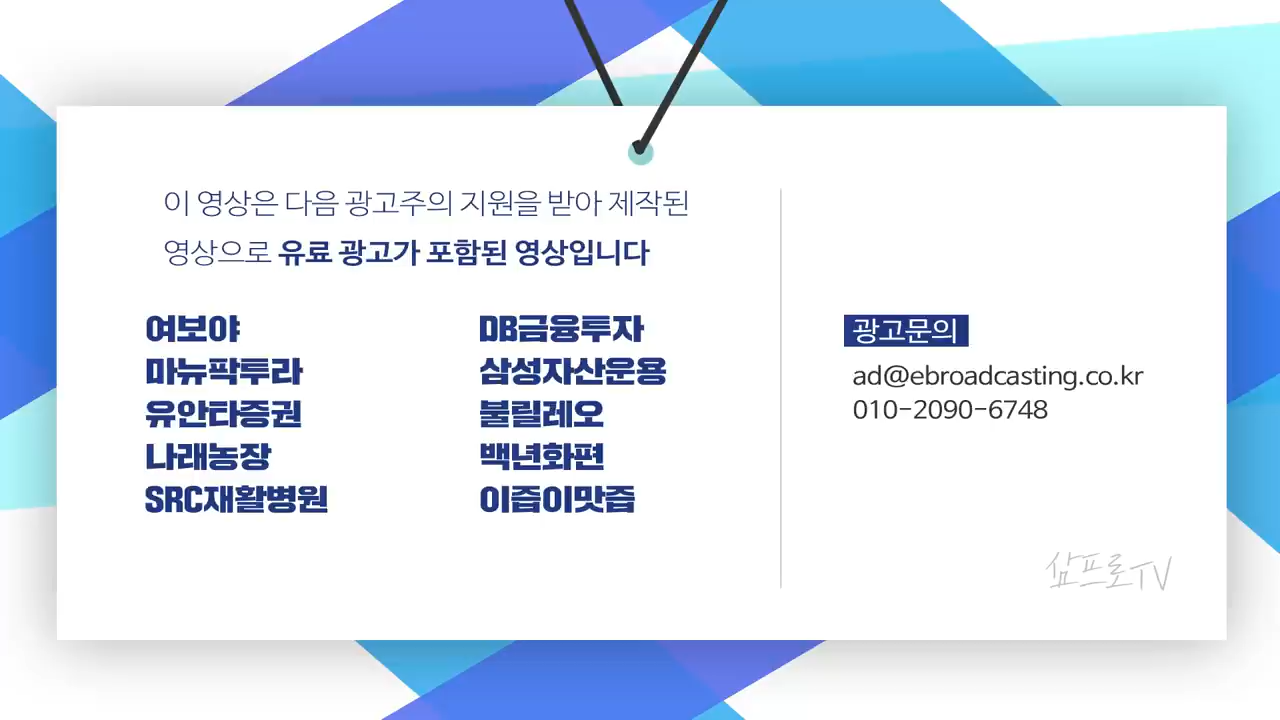 이 영상은 다음 광고주의 지원을 받아 제작된
영상으로 유료 광고가 포함된 영상입니다
여보야
마뉴팍투라
유안타증권
나래농장
SRC재활병원
DB금융투자
삼성자산운용
불릴레오
백년화편
이즙이맛즙
광고문의
ad@ebroadcasting.co.kr
010-2090-6748
삼프로TV